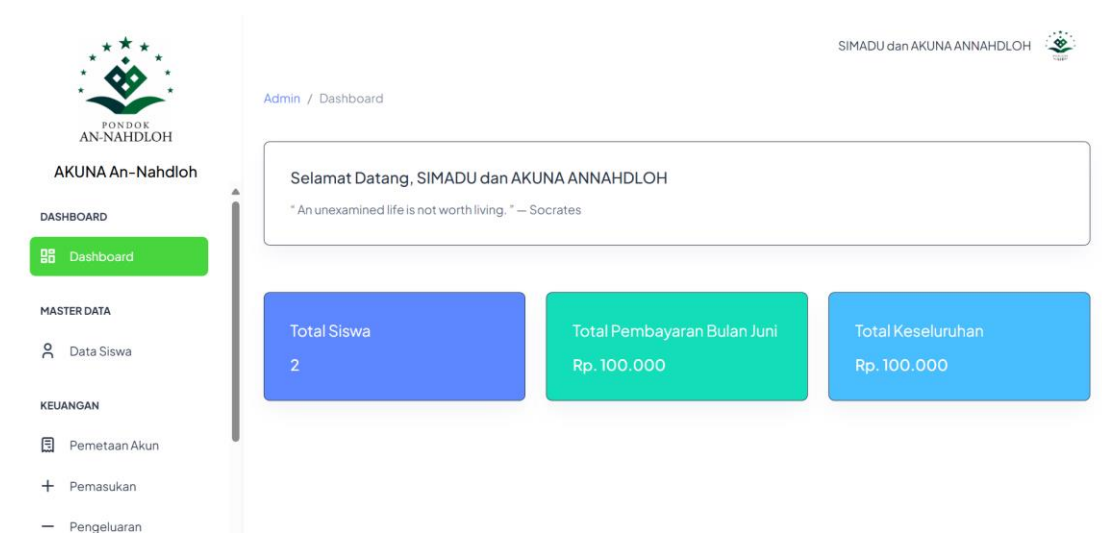 PONDOK
AN-NAHDLOH
AKUNA An-Nahdloh
DASHBOARD
Dashboard
MASTER DATA
Data Siswa
KEUANGAN
Pemetaan Akun
Pemasukan
Pengeluaran
SIMADU dan AKUNA ANNAHDLOH
Admin / Dashboard
Selamat Datang, SIMADU dan AKUNA ANNAHDLOH
" An unexamined life is not worth living. " — Socrates
Total Siswa
2
Total Pembayaran Bulan Juni
Rp. 100.000
Total Keseluruhan
Rp. 100.000